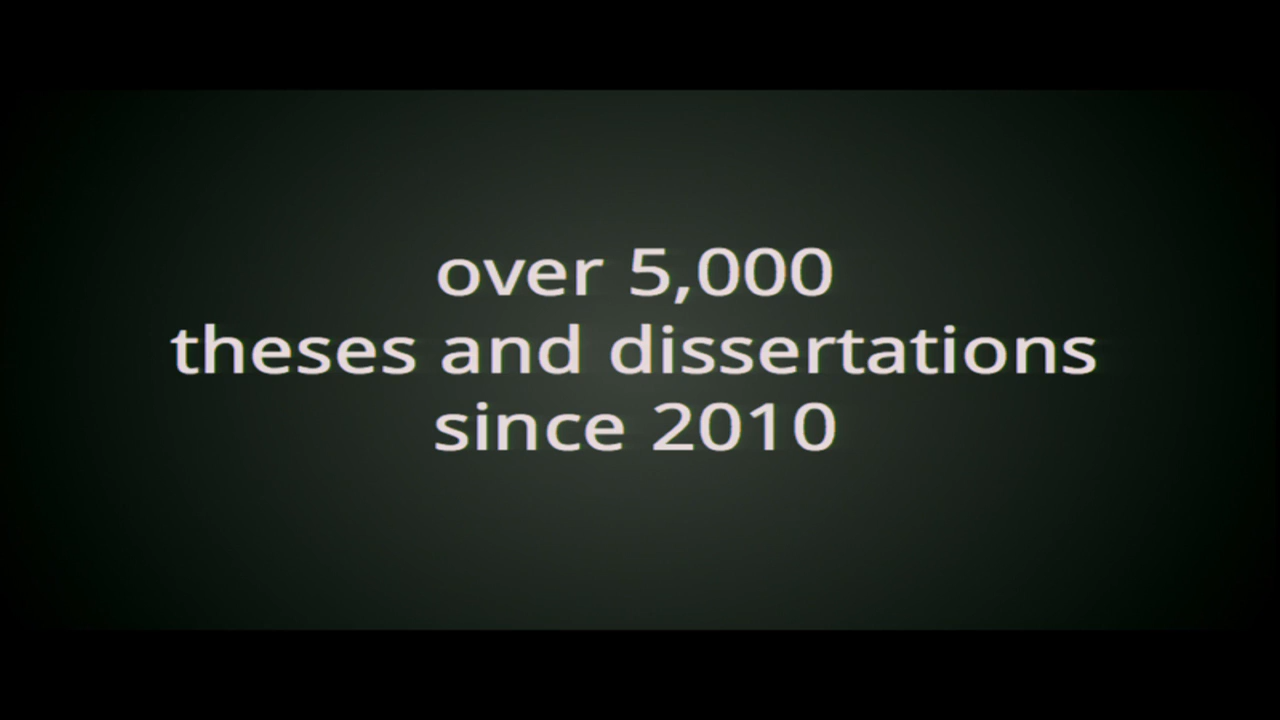 over 5,000
theses and dissertations
since 2010